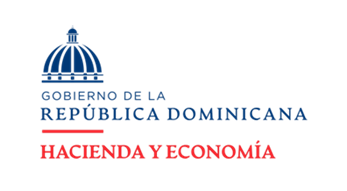 GOBIERNO DE LA
REPÚBLICA DOMINICANA
HACIENDA Y ECONOMÍA